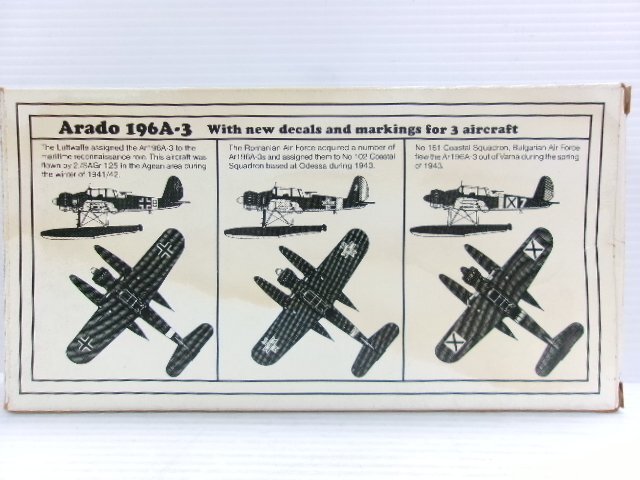 Arado 196A-3 With new decals and markings for 3 aircraft
The Luftwaffe assigned the Ar196A-3 to the
maritime reconnaissance role. This aircraft was
flown by 2./SAGr 125 in the Agean area during
the winter of 1941/42.
The Romanian Air Force acquired a number of
Ar196A-3s and assigned them to No 102 Coastal
Squadron based at Odessa during 1943.
No 161 Coastal Squadron, Bulgarian Air Force
flew the Ar196A-3 out of Varna during the spring
of 1943.